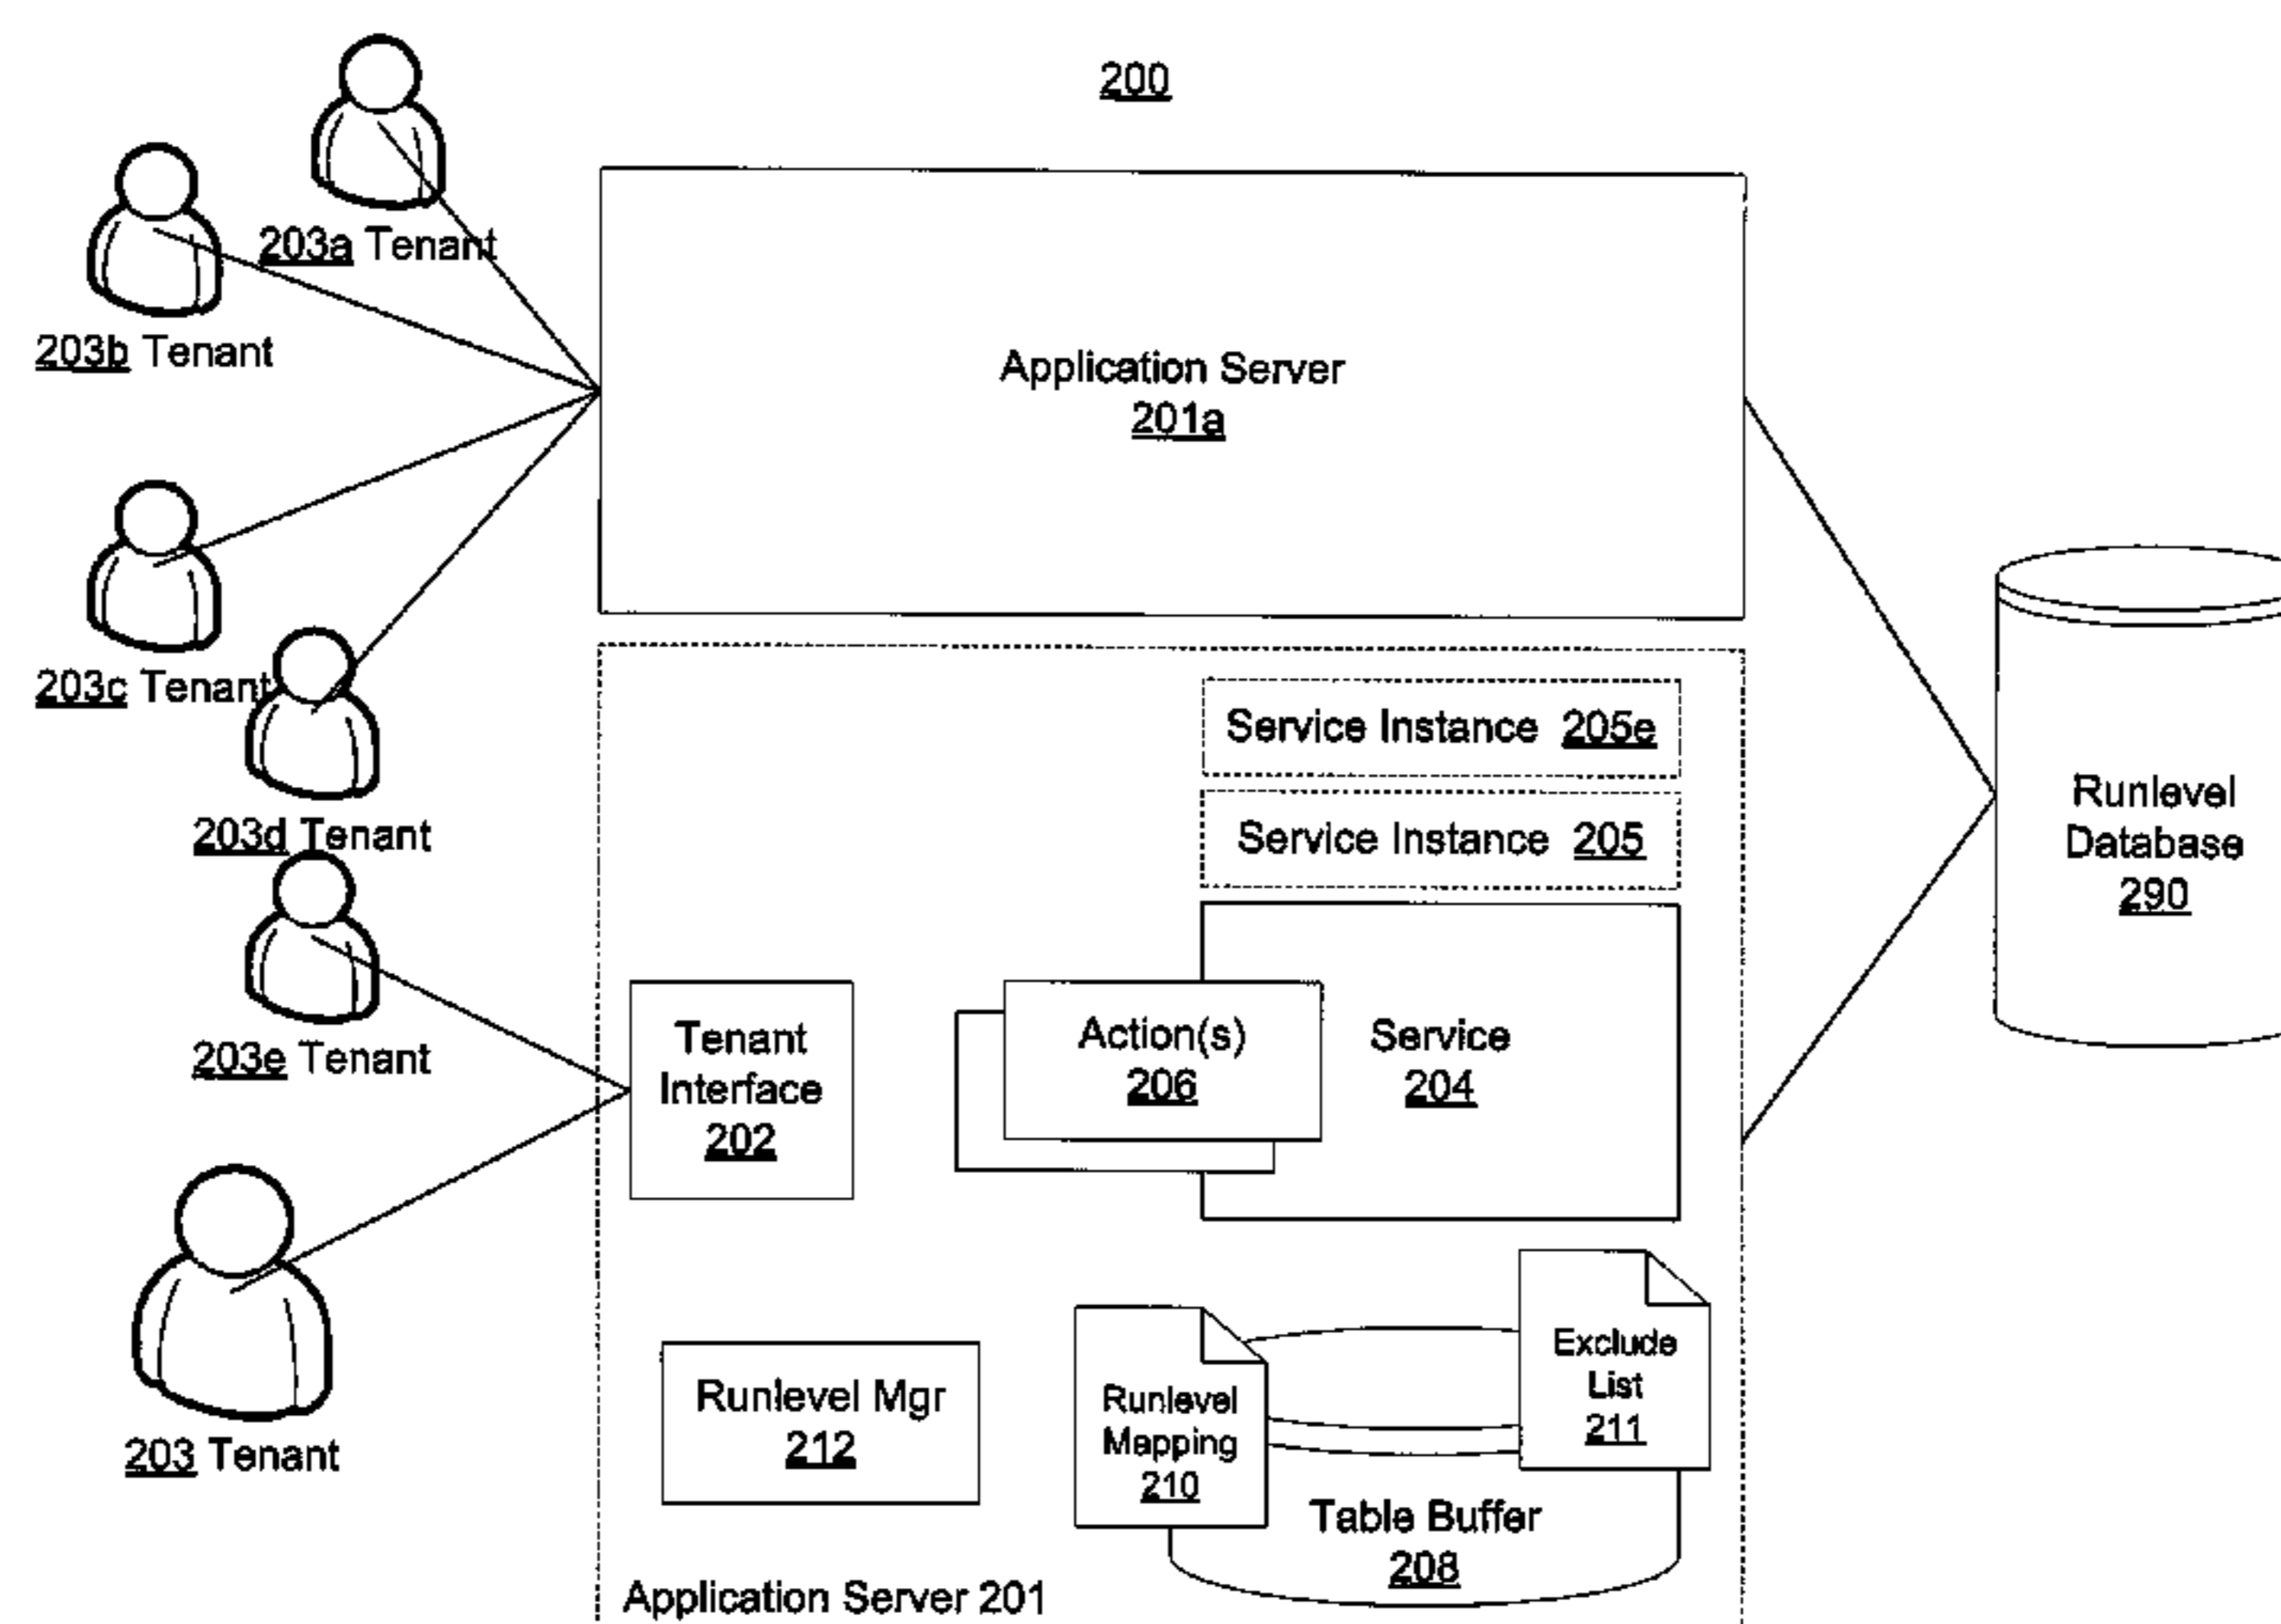 200
203a Tenant
203b Tenant
Application Server
201a
203c Tenant
Service Instance 205e
203d Tenant
Service Instance 205
Runlevel
Database
290
203e Tenant
Tenant
Interface
202
Action(s)
206
Service
204
203 Tenant
Runlevel Mgr
212
Runlevel
Mapping
210
Exclude
List
211
Table Buffer
208
Application Server 201